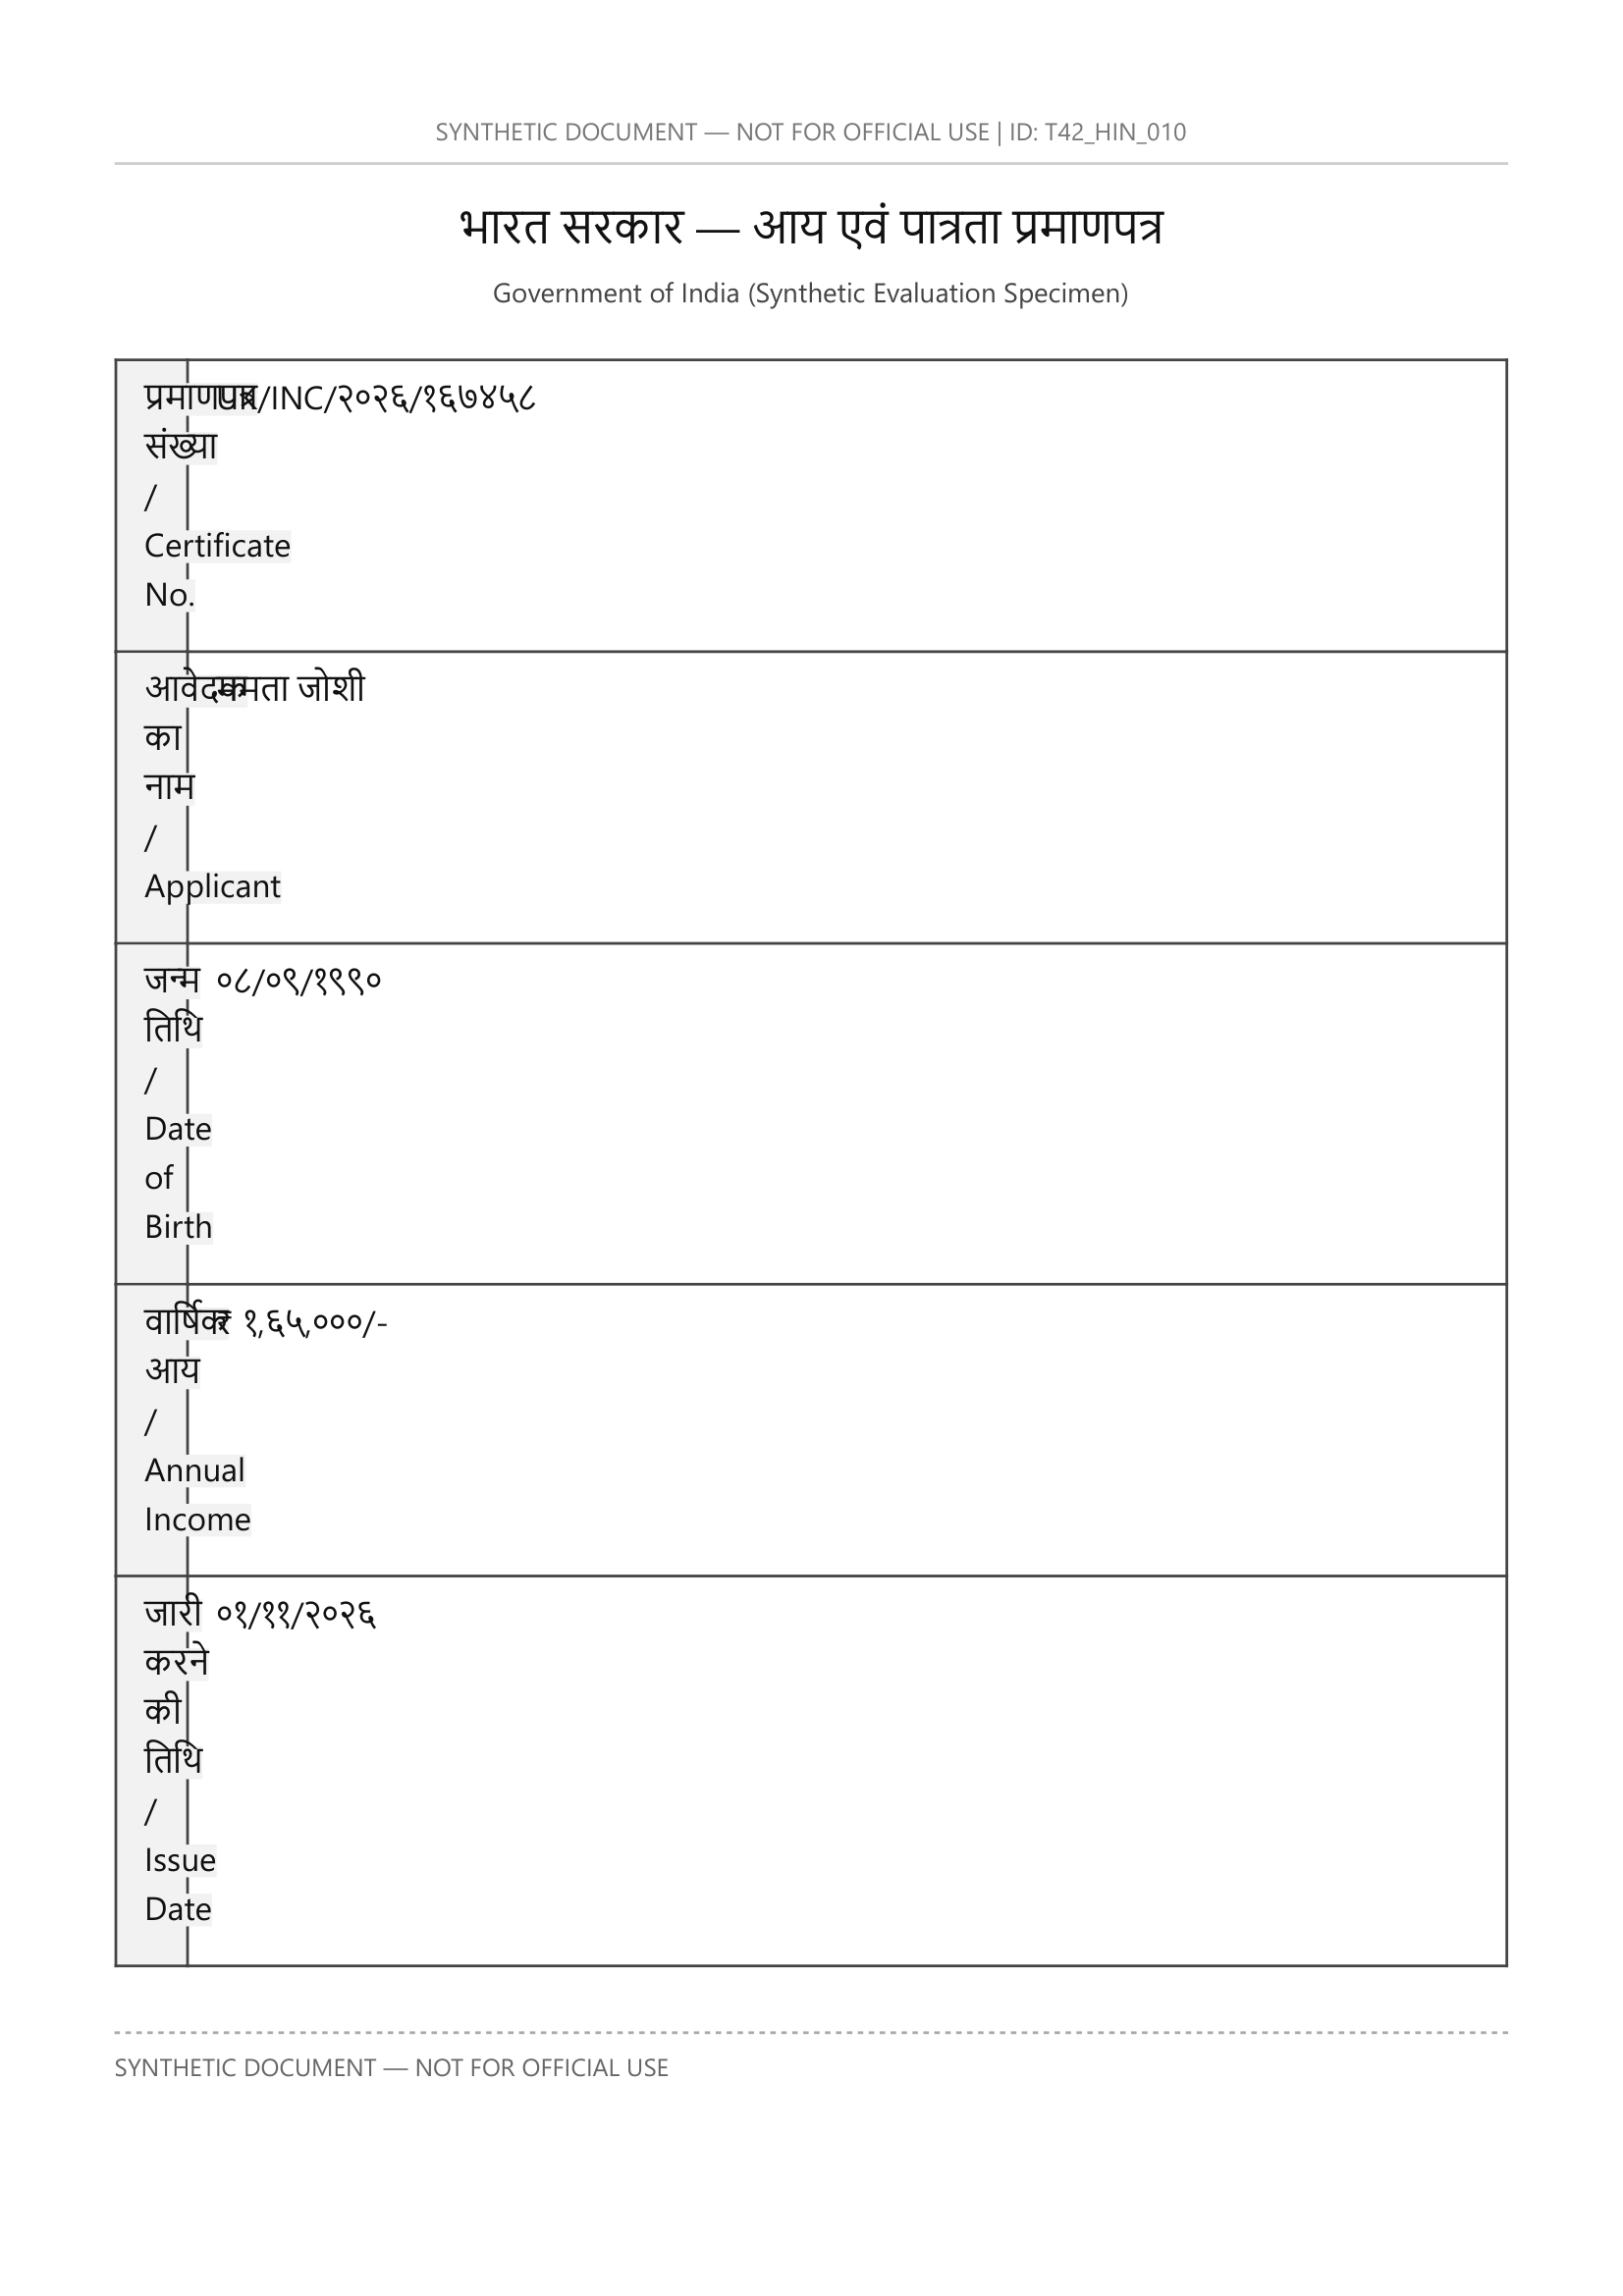 SYNTHETIC DOCUMENT — NOT FOR OFFICIAL USE | ID: T42_HIN_010
भारत सरकार — आय एवं पात्रता प्रमाणपत्र
Government of India (Synthetic Evaluation Specimen)
प्रमाणपत्र UK/INC/२०२६/१६७४५८
संख्या
/
Certificate
No.
आवेदक ममता जोशी
का
नाम
/
Applicant
जन्म ०८/०९/१९९०
तिथि
/
Date
of
Birth
वार्षिक ₹ १,६५,०००/-
आय
/
Annual
Income
जारी ०१/११/२०२६
करने
की
तिथि
/
Issue
Date
SYNTHETIC DOCUMENT — NOT FOR OFFICIAL USE